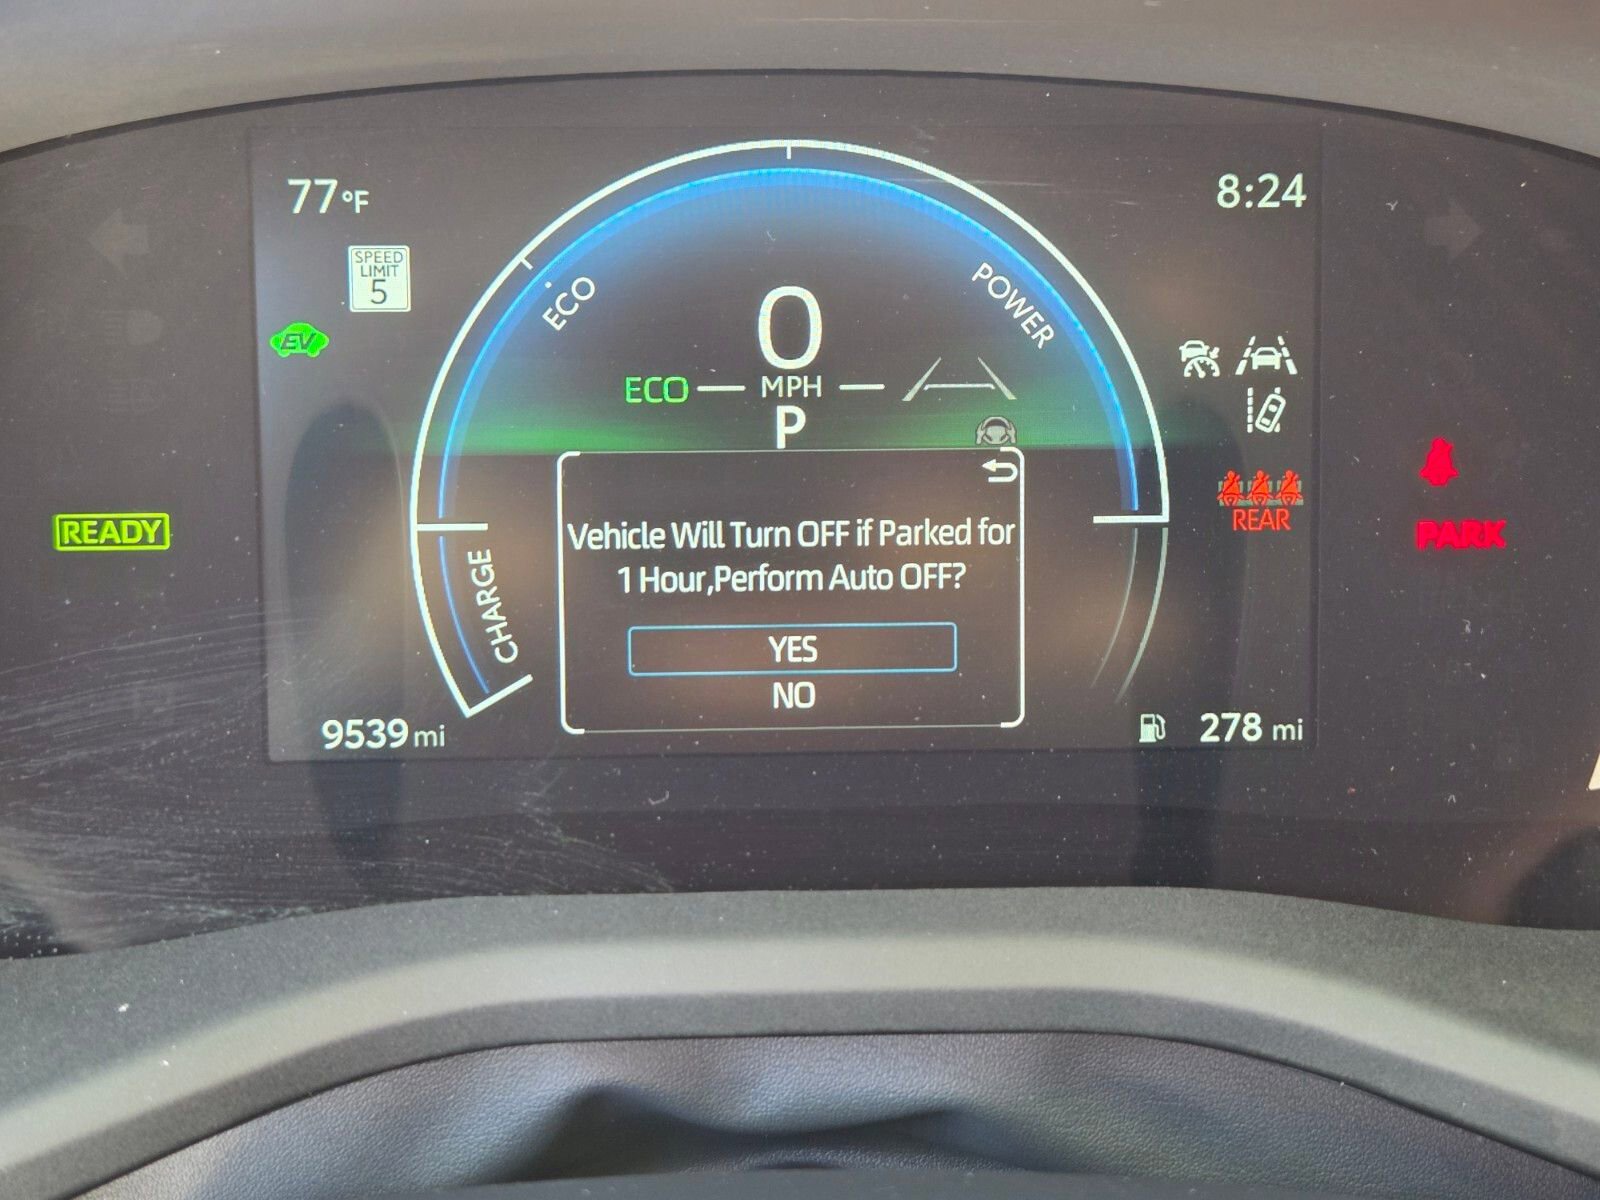 77 °F
8:24
SPEED
LIMIT
5
EV
ECO
POWER
0
ECO
MPH
P
READY
REAR
PARK
Vehicle Will Turn OFF if Parked for
1 Hour,Perform Auto OFF?
YES
NO
CHARGE
9539 mi
278 mi